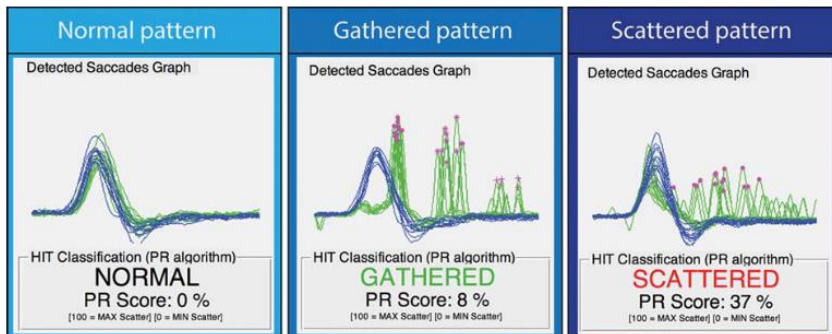 Normal pattern
Detected Saccades Graph
HIT Classification (PR algorithm)
NORMAL
PR Score: 0 %
[100 = MAX Scatter] [0 = MIN Scatter]
Gathered pattern
Detected Saccades Graph
HIT Classification (PR algorithm)
GATHERED
PR Score: 8 %
[100 = MAX Scatter] [0 = MIN Scatter]
Scattered pattern
Detected Saccades Graph
HIT Classification (PR algorithm)
SCATTERED
PR Score: 37 %
[100 = MAX Scatter] [0 = MIN Scatter]